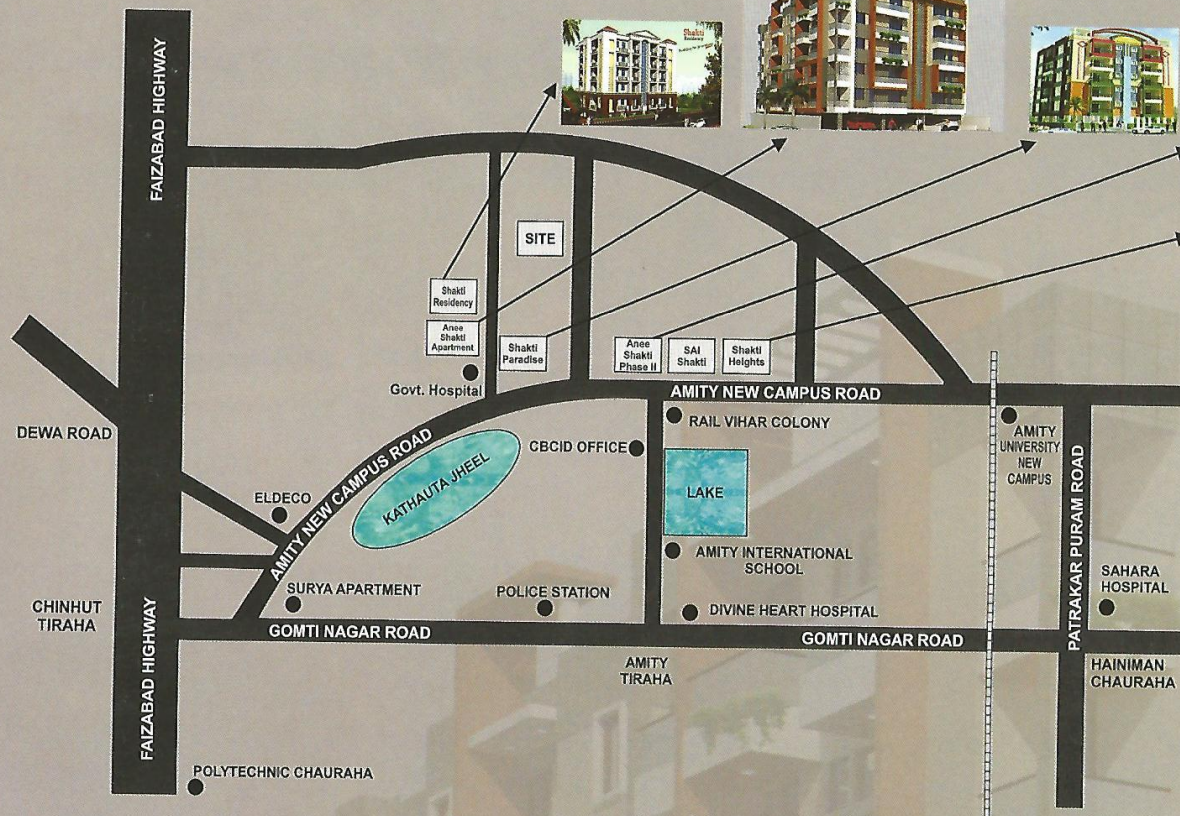 Shakti
Residency
FAIZABAD HIGHWAY
SITE
Shakti
Residency
Anee
Shakti
Apartment
Shakti
Paradise
Anee
Shakti
Phase II
SAI
Shakti
Shakti
Heights
Govt. Hospital
AMITY NEW CAMPUS ROAD
DEWA ROAD
RAIL VIHAR COLONY
CBCID OFFICE
AMITY
UNIVERSITY
NEW
CAMPUS
AMITY NEW CAMPUS ROAD
KATHAUTA JHEEL
LAKE
ELDECO
PATRAKAR PURAM ROAD
AMITY INTERNATIONAL
SCHOOL
SURYA APARTMENT
POLICE STATION
SAHARA
HOSPITAL
CHINHUT
TIRAHA
DIVINE HEART HOSPITAL
GOMTI NAGAR ROAD
GOMTI NAGAR ROAD
FAIZABAD HIGHWAY
AMITY
TIRAHA
HAINIMAN
CHAURAHA
POLYTECHNIC CHAURAHA